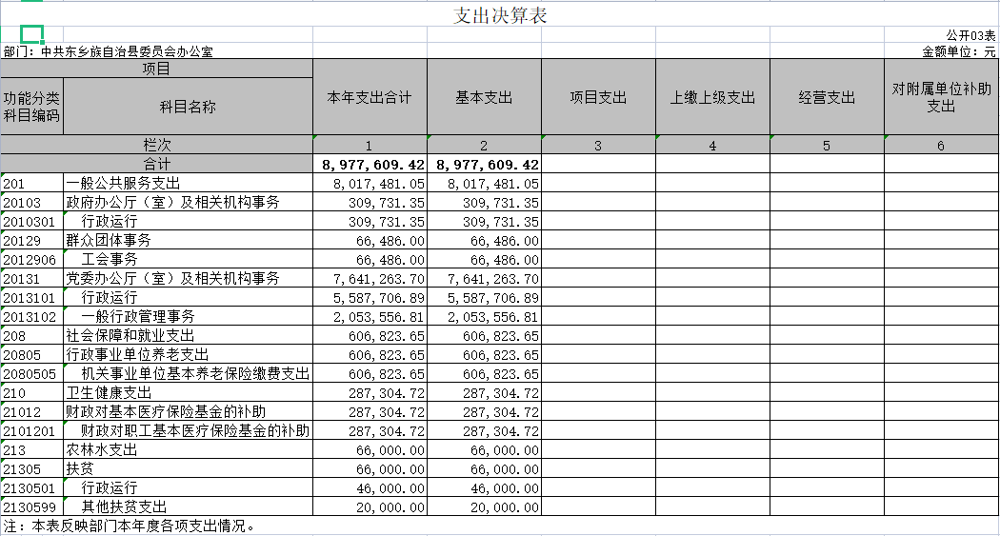 支出决算表
公开03表
部门：中共东乡族自治县委员会办公室 金额单位：元
项目
功能分类科目编码 科目名称 本年支出合计 基本支出 项目支出 上缴上级支出 经营支出 对附属单位补助支出
栏次 1 2 3 4 5 6
合计 8,977,609.42 8,977,609.42
201 一般公共服务支出 8,017,481.05 8,017,481.05
20103 政府办公厅（室）及相关机构事务 309,731.35 309,731.35
2010301 行政运行 309,731.35 309,731.35
20129 群众团体事务 66,486.00 66,486.00
2012906 工会事务 66,486.00 66,486.00
20131 党委办公厅（室）及相关机构事务 7,641,263.70 7,641,263.70
2013101 行政运行 5,587,706.89 5,587,706.89
2013102 一般行政管理事务 2,053,556.81 2,053,556.81
208 社会保障和就业支出 606,823.65 606,823.65
20805 行政事业单位养老支出 606,823.65 606,823.65
2080505 机关事业单位基本养老保险缴费支出 606,823.65 606,823.65
210 卫生健康支出 287,304.72 287,304.72
21012 财政对基本医疗保险基金的补助 287,304.72 287,304.72
2101201 财政对职工基本医疗保险基金的补助 287,304.72 287,304.72
213 农林水支出 66,000.00 66,000.00
21305 扶贫 66,000.00 66,000.00
2130501 行政运行 46,000.00 46,000.00
2130599 其他扶贫支出 20,000.00 20,000.00
注：本表反映部门本年度各项支出情况。